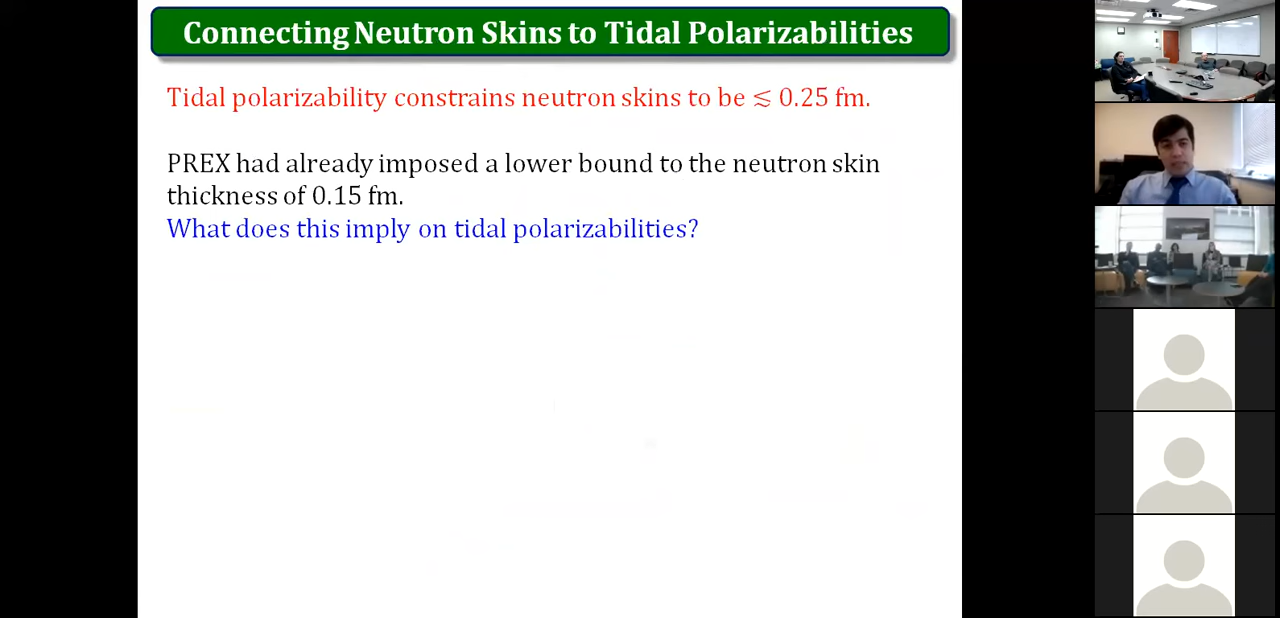 Connecting Neutron Skins to Tidal Polarizabilities
Tidal polarizability constrains neutron skins to be ≲ 0.25 fm.
PREX had already imposed a lower bound to the neutron skin
thickness of 0.15 fm.
What does this imply on tidal polarizabilities?